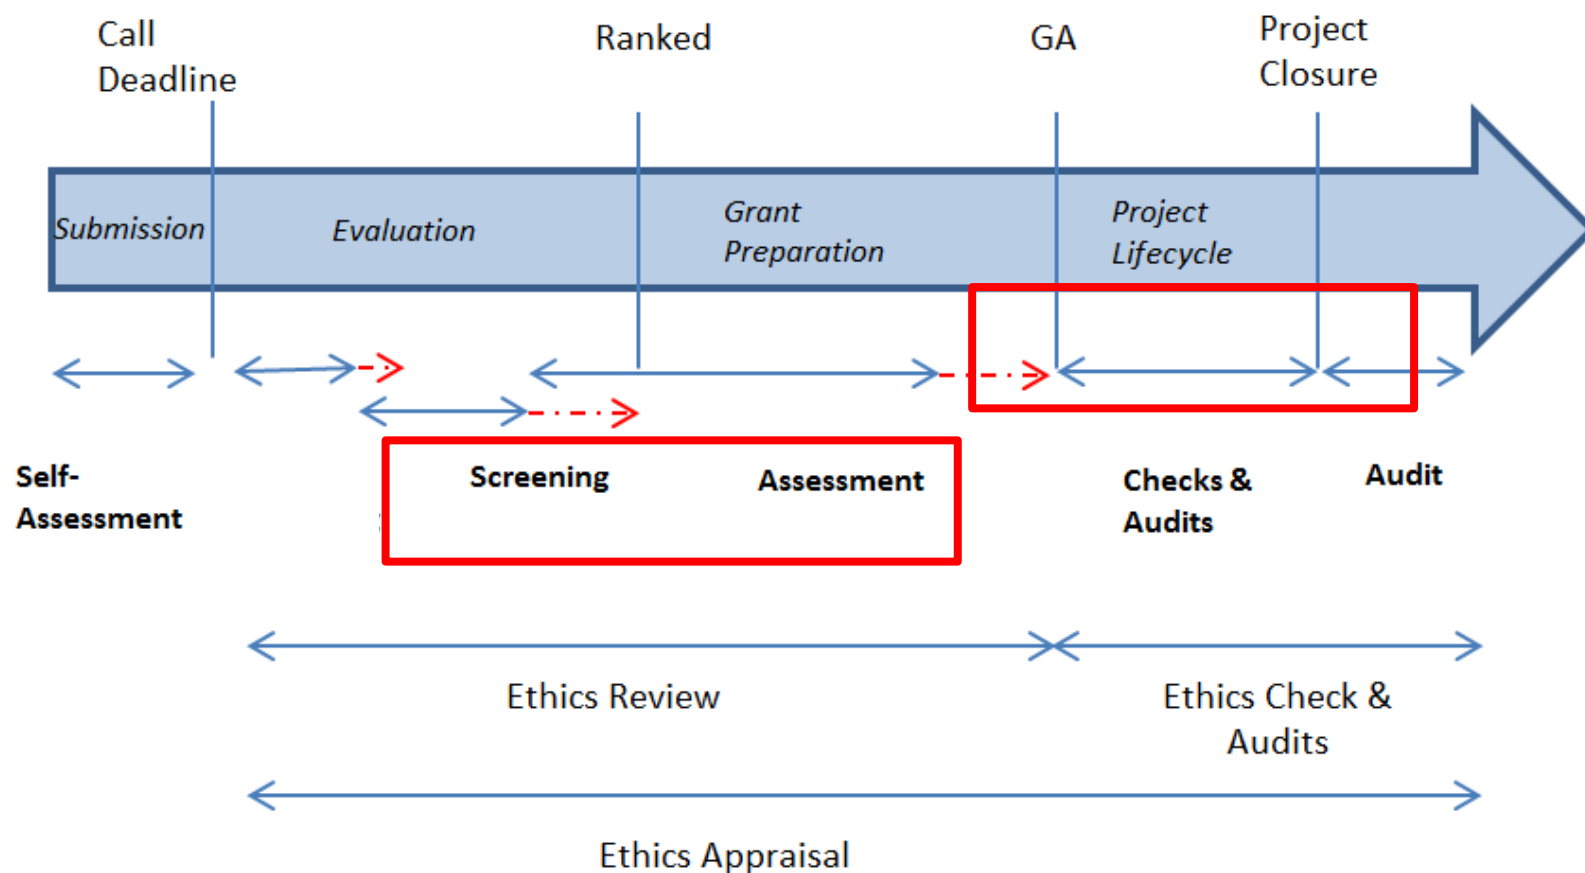 Call
Deadline
Ranked
GA
Project
Closure
Submission
Evaluation
Grant
Preparation
Project
Lifecycle
Self-
Assessment
Screening
Assessment
Checks &
Audits
Audit
Ethics Review
Ethics Check &
Audits
Ethics Appraisal